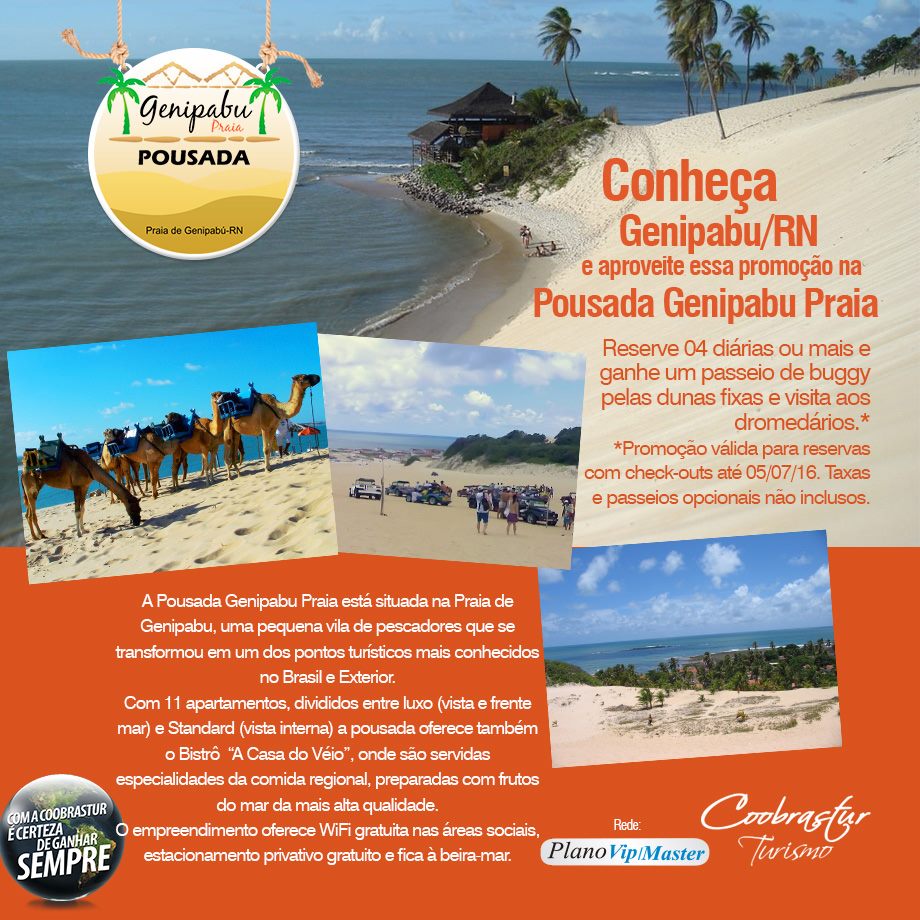 Genipabu
Praia
POUSADA
Praia de Genipabú-RN
Conheça
Genipabu/RN
e aproveite essa promoção na
Pousada Genipabu Praia
Reserve 04 diárias ou mais e
ganhe um passeio de buggy
pelas dunas fixas e visita aos
dromedários.*
*Promoção válida para reservas
com check-outs até 05/07/16. Taxas
e passeios opcionais não inclusos.
A Pousada Genipabu Praia está situada na Praia de
Genipabu, uma pequena vila de pescadores que se
transformou em um dos pontos turísticos mais conhecidos
no Brasil e Exterior.
Com 11 apartamentos, divididos entre luxo (vista e frente
mar) e Standard (vista interna) a pousada oferece também
o Bistrô “A Casa do Véio”, onde são servidas
especialidades da comida regional, preparadas com frutos
do mar da mais alta qualidade.
O empreendimento oferece WiFi gratuita nas áreas sociais,
estacionamento privativo gratuito e fica à beira-mar.
COM A COOBRASTUR
É CERTEZA
DE GANHAR
SEMPRE
Rede:
Plano Vip/Master
Coobrastur
Turismo